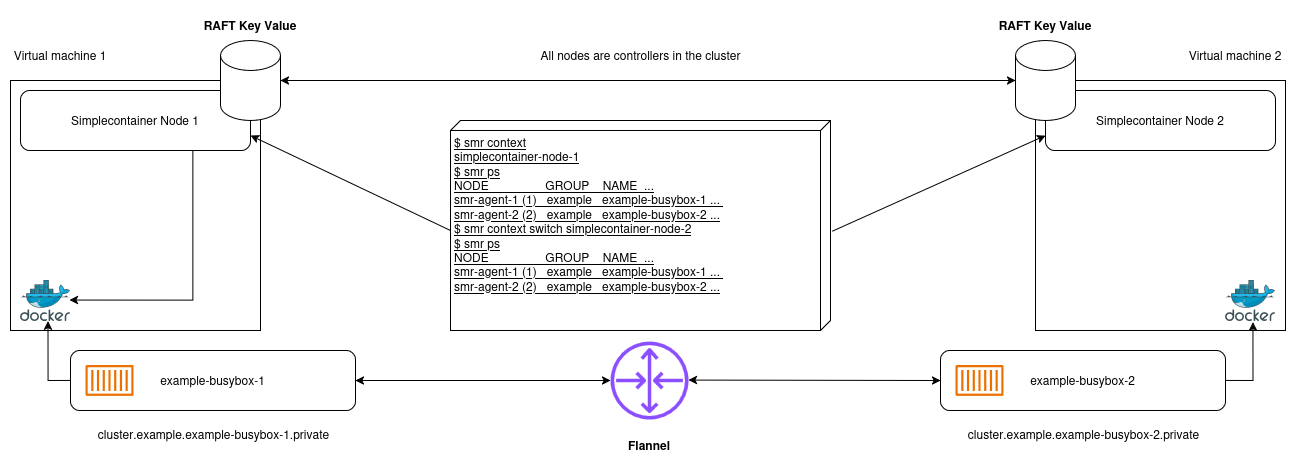 RAFT Key Value
RAFT Key Value
Virtual machine 1
All nodes are controllers in the cluster
Virtual machine 2
Simplecontainer Node 1
Simplecontainer Node 2
$ smr context
simplecontainer-node-1
$ smr ps
NODE GROUP NAME ...
smr-agent-1 (1) example example-busybox-1 ...
smr-agent-2 (2) example example-busybox-2 ...
$ smr context switch simplecontainer-node-2
$ smr ps
NODE GROUP NAME ...
smr-agent-1 (1) example example-busybox-1 ...
smr-agent-2 (2) example example-busybox-2 ...
docker
docker
example-busybox-1
example-busybox-2
cluster.example.example-busybox-1.private
cluster.example.example-busybox-2.private
Flannel